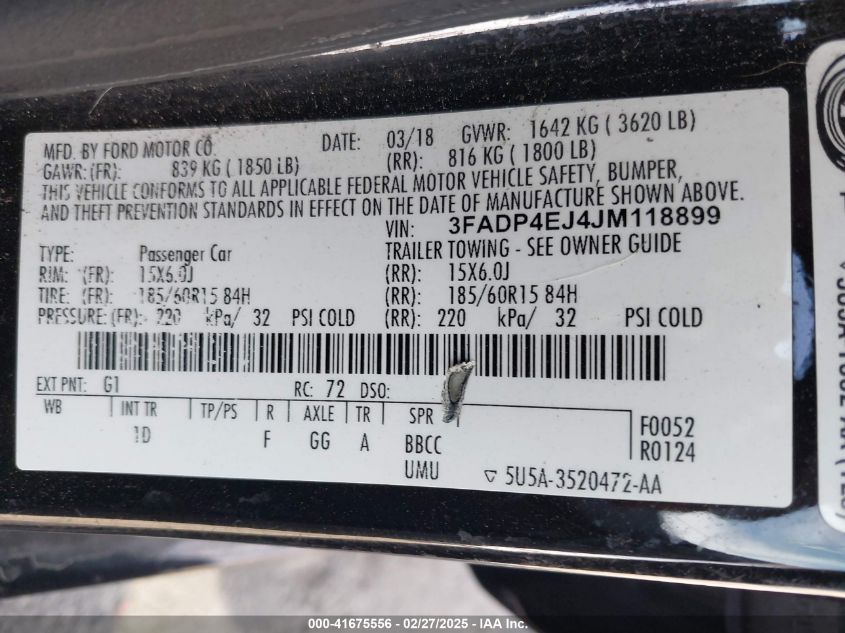 MFD. BY FORD MOTOR CO. DATE: 03/18 GVWR: 1642 KG ( 3620 LB)
GAWR: (FR): 839 KG ( 1850 LB) (RR): 816 KG ( 1800 LB)
THIS VEHICLE CONFORMS TO ALL APPLICABLE FEDERAL MOTOR VEHICLE SAFETY, BUMPER,
AND THEFT PREVENTION STANDARDS IN EFFECT ON THE DATE OF MANUFACTURE SHOWN ABOVE.
VIN: 3FADP4EJ4JM118899
TYPE: Passenger Car TRAILER TOWING - SEE OWNER GUIDE
RIM: (FR): 15X6.0J (RR): 15X6.0J
TIRE: (FR): 185/60R15 84H (RR): 185/60R15 84H
PRESSURE: (FR): 220 kPa/ 32 PSI COLD (RR): 220 kPa/ 32 PSI COLD
EXT PNT: G1 RC: 72 DSO:
WB INT TR TP/PS R AXLE TR SPR F0052
1D F GG A BBCC R0124
UMU 5U5A-3520472-AA
000-41675556 - 02/27/2025 - IAA Inc.